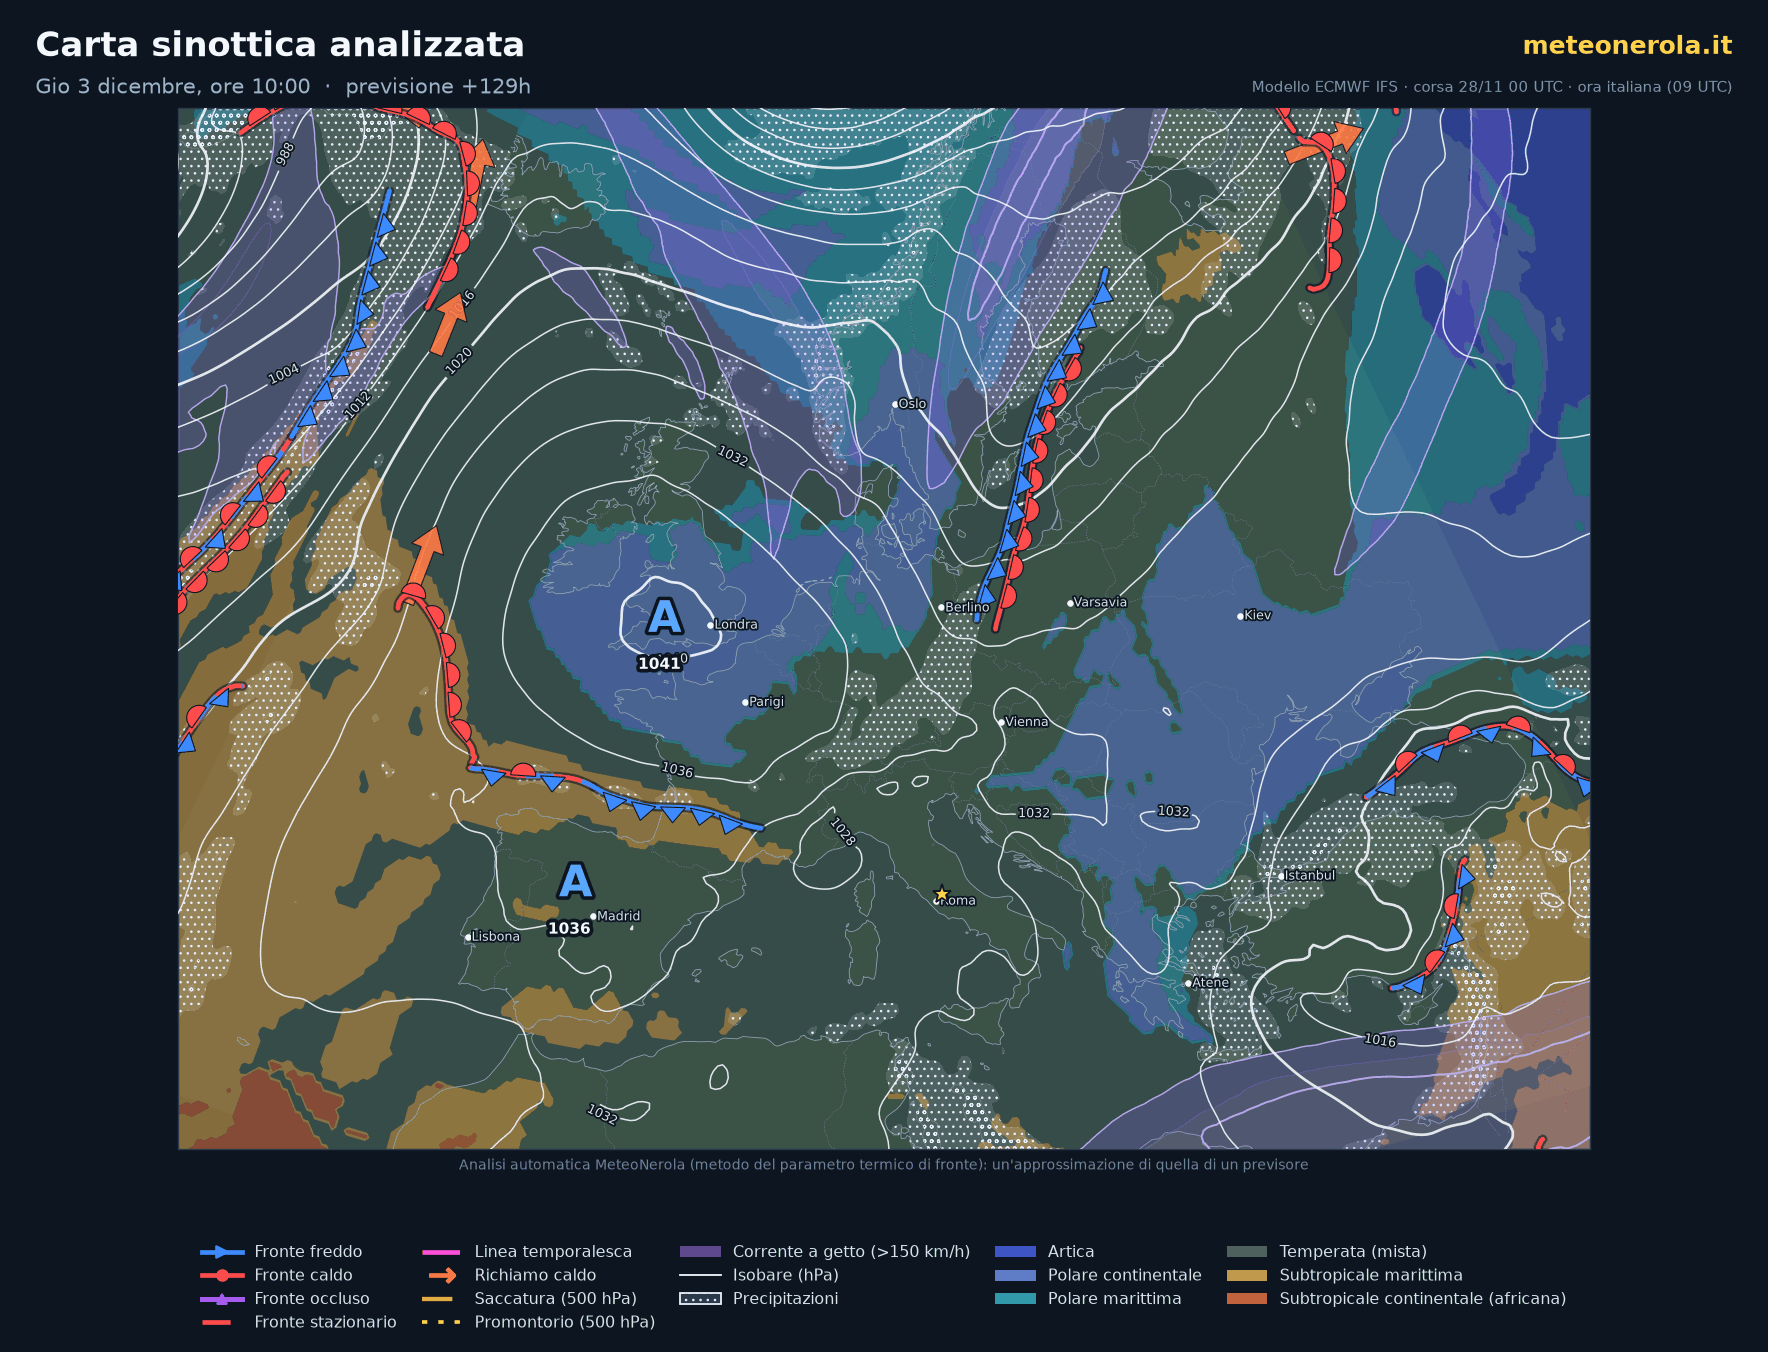 Carta sinottica analizzata
meteonerola.it
Gio 3 dicembre, ore 10:00 · previsione +129h
Modello ECMWF IFS · corsa 28/11 00 UTC · ora italiana (09 UTC)
988
16
1020
1004
1012
Oslo
1032
A
Londra
1041
Berlino
Varsavia
Kiev
Parigi
Vienna
1036
1032
1032
1028
A
1036
Madrid
Lisbona
Roma
Istanbul
Atene
1016
1032
Analisi automatica MeteoNerola (metodo del parametro termico di fronte): un'approssimazione di quella di un previsore
Fronte freddo
Fronte caldo
Fronte occluso
Fronte stazionario
Linea temporalesca
Richiamo caldo
Saccatura (500 hPa)
Promontorio (500 hPa)
Corrente a getto (>150 km/h)
Isobare (hPa)
Precipitazioni
Artica
Polare continentale
Polare marittima
Temperata (mista)
Subtropicale marittima
Subtropicale continentale (africana)